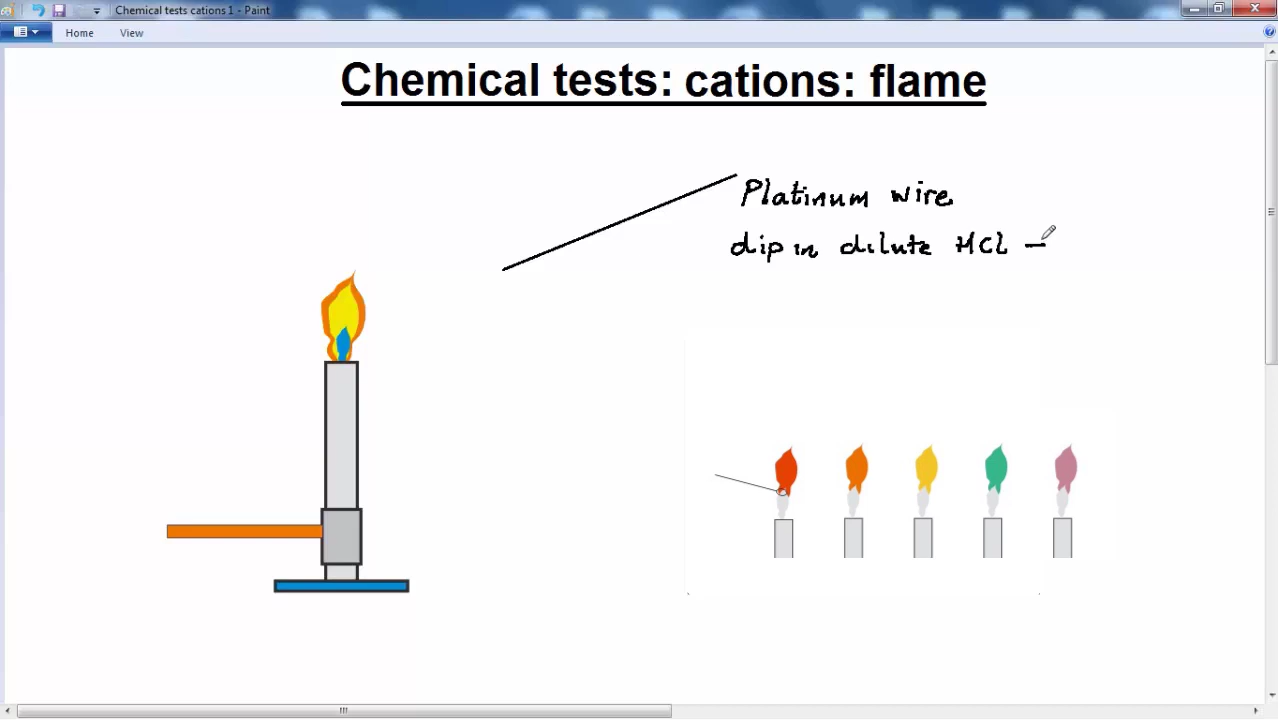 Chemical tests cations 1 - Paint
Home View
Chemical tests: cations: flame
Platinum wire
dip in dilute HCl –